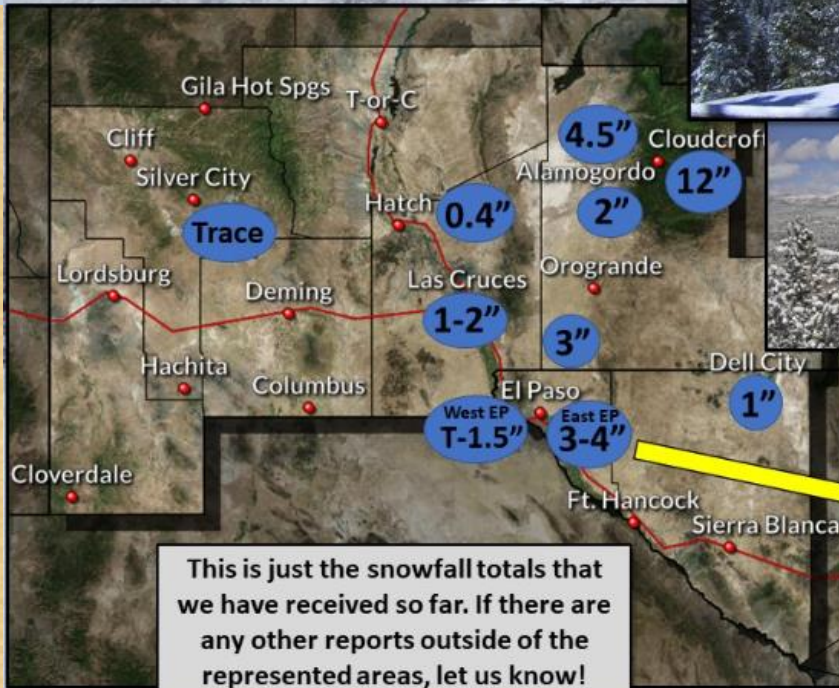 Gila Hot Spgs
T-or-C
Cliff
4.5”
Cloudcroft
Silver City
Alamogordo
12”
Hatch
0.4”
2”
Trace
Lordsburg
Deming
Las Cruces
Orogrande
1-2”
3”
Hachita
Columbus
El Paso
Dell City
1”
West EP
T-1.5”
East EP
3-4”
Cloverdale
Ft. Hancock
Sierra Blanca
This is just the snowfall totals that
we have received so far. If there are
any other reports outside of the
represented areas, let us know!